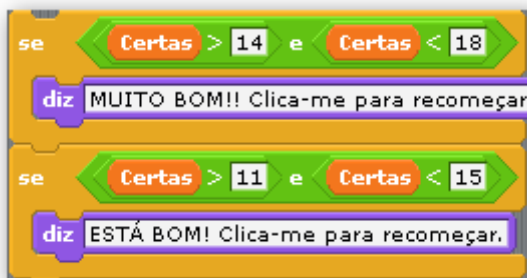 se Certas > 14 e Certas < 18
diz MUITO BOM!! Clica-me para recomeçar
se Certas > 11 e Certas < 15
diz ESTÁ BOM! Clica-me para recomeçar.